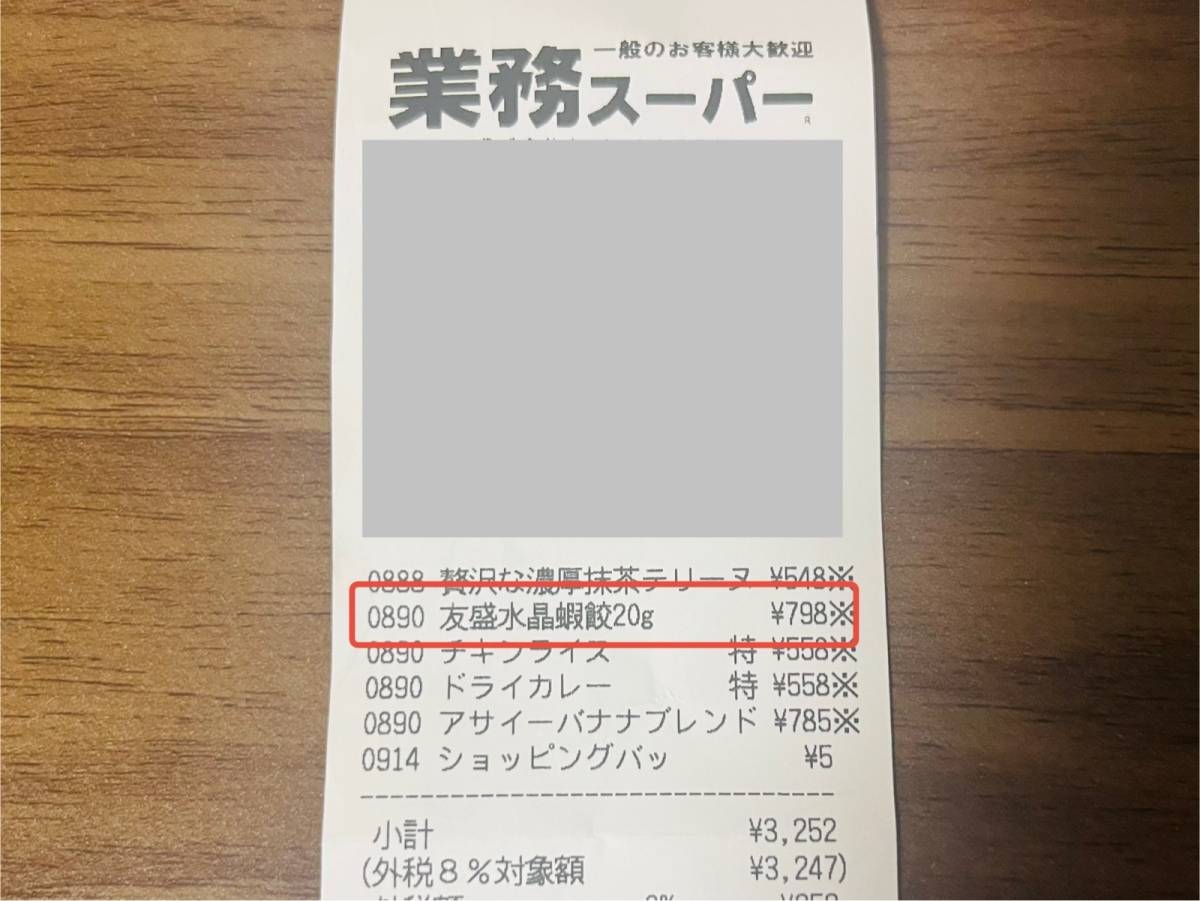 一般のお客様大歓迎
業務スーパー
0888 贅沢な濃厚抹茶テリーヌ ¥548※
0890 友盛水晶蝦餃20g ¥798※
0890 チキンライス 特 ¥558※
0890 ドライカレー 特 ¥558※
0890 アサイーバナナブレンド ¥785※
0914 ショッピングバッ ¥5
小計 ¥3,252
(外税8%対象額 ¥3,247)